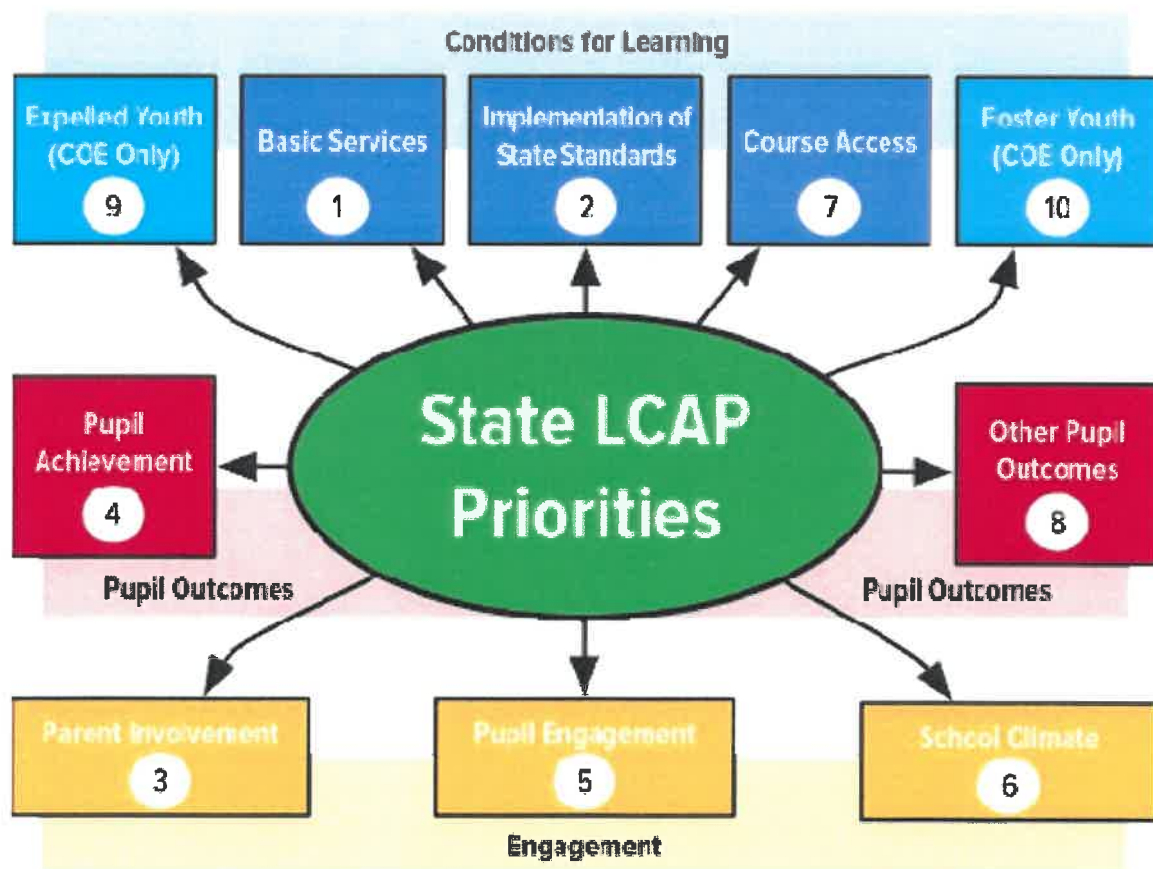 Conditions for Learning
Expelled Youth
(COE Only)
9
Basic Services
1
Implementation of
State Standards
2
Course Access
7
Foster Youth
(COE Only)
10
State LCAP
Priorities
Pupil
Achievement
4
Other Pupil
Outcomes
8
Pupil Outcomes
Pupil Outcomes
Parent Involvement
3
Pupil Engagement
5
School Climate
6
Engagement